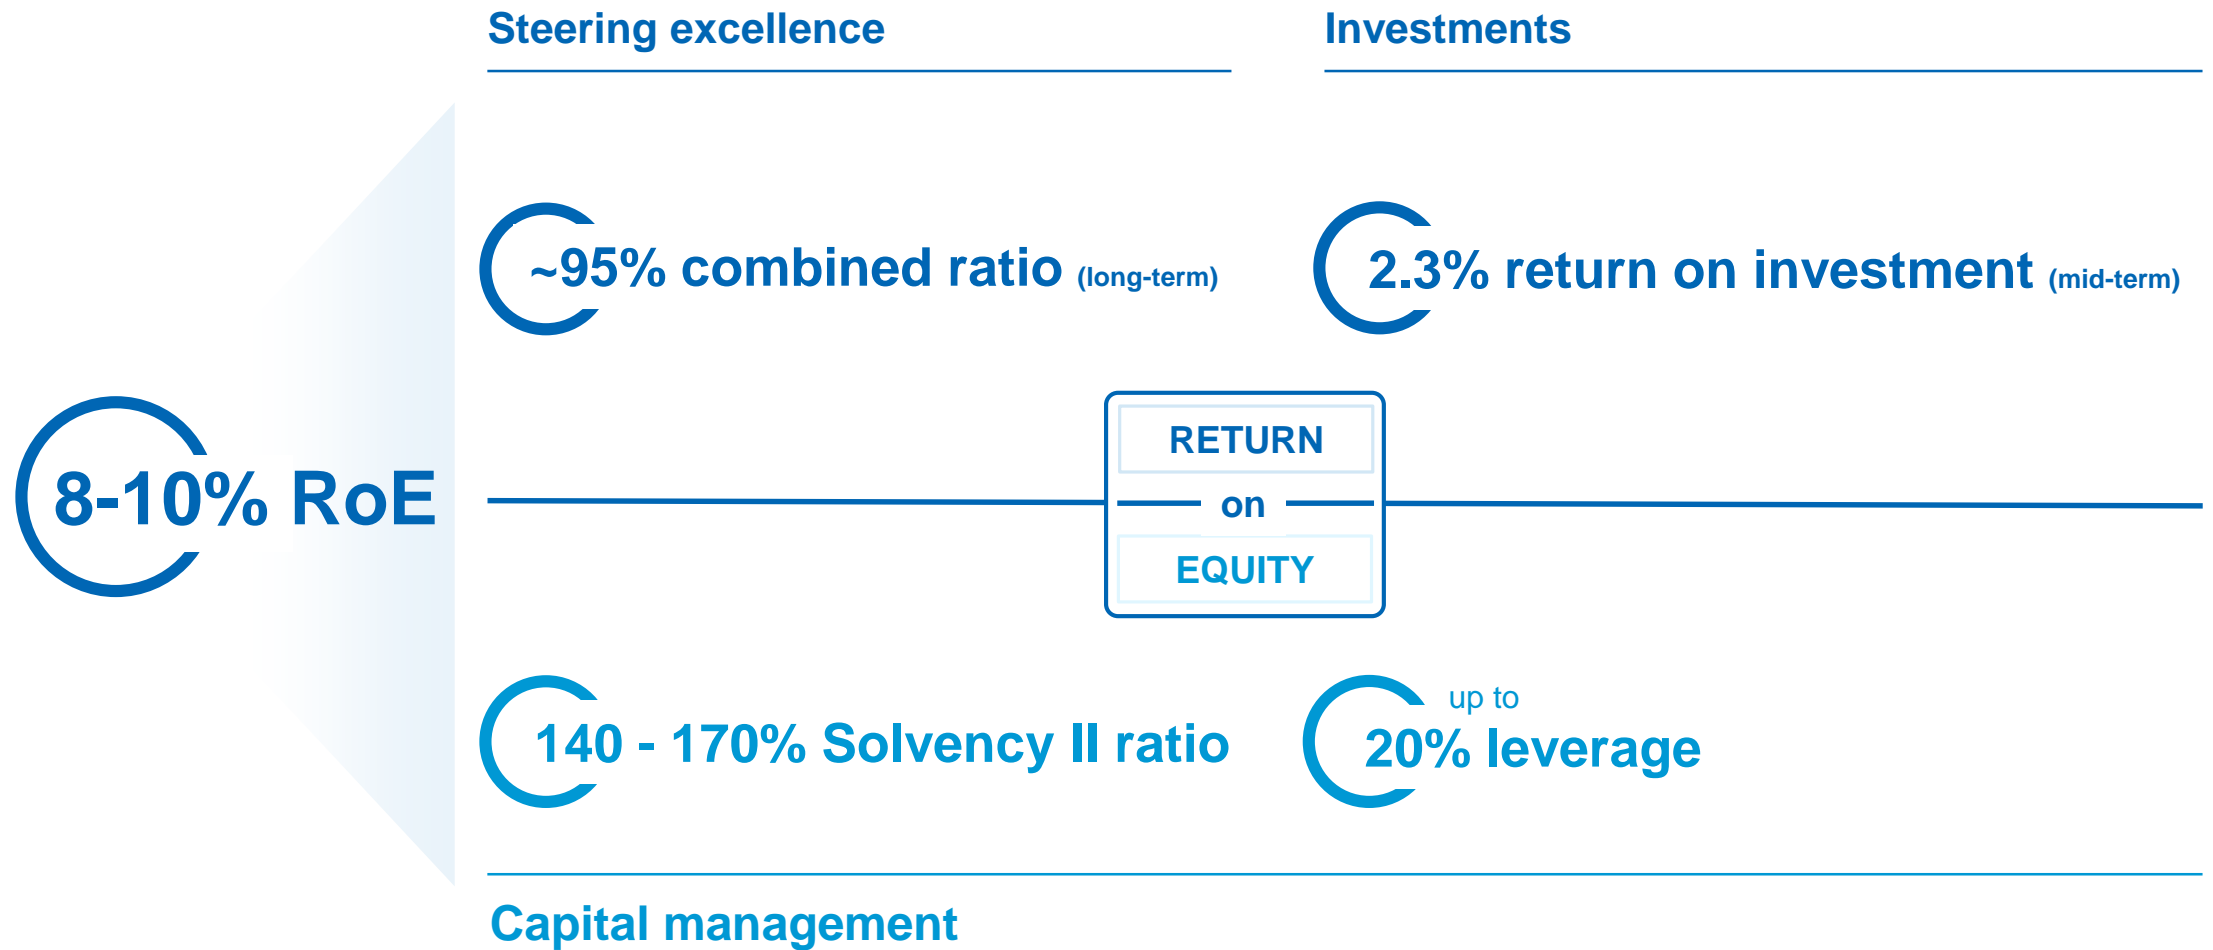 Steering excellence
Investments
~95% combined ratio (long-term)
2.3% return on investment (mid-term)
8-10% RoE
RETURN
on
EQUITY
140 - 170% Solvency II ratio
up to
20% leverage
Capital management